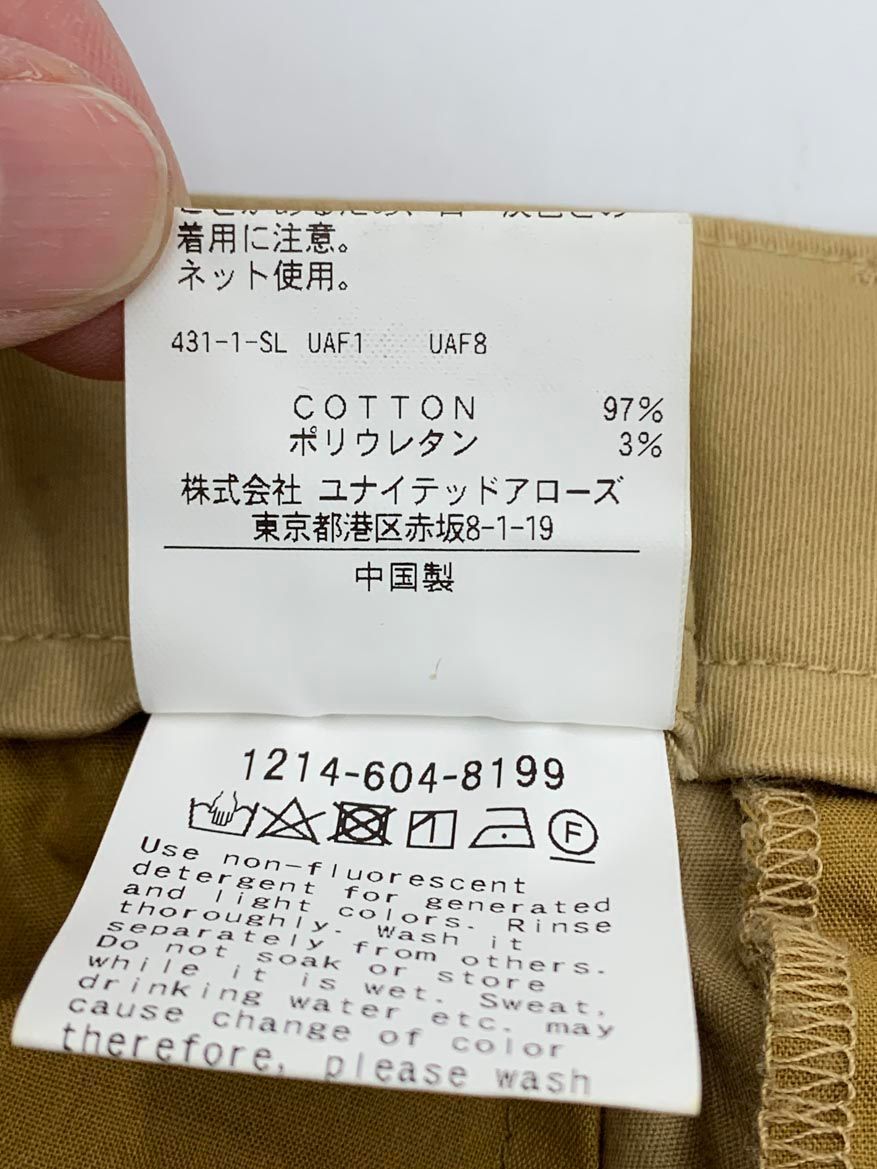 着用に注意。
ネット使用。
431-1-SL UAF1 UAF8
COTTON 97%
ポリウレタン 3%
株式会社 ユナイテッドアローズ
東京都港区赤坂8-1-19
中国製
1214-604-8199
F
Use non-fluorescent
detergent for generated
and light colors. Rinse
thoroughly. Wash it
separately from others.
Do not soak or store
while it is wet. Sweat,
drinking water etc. may
cause change of color
therefore, please wash